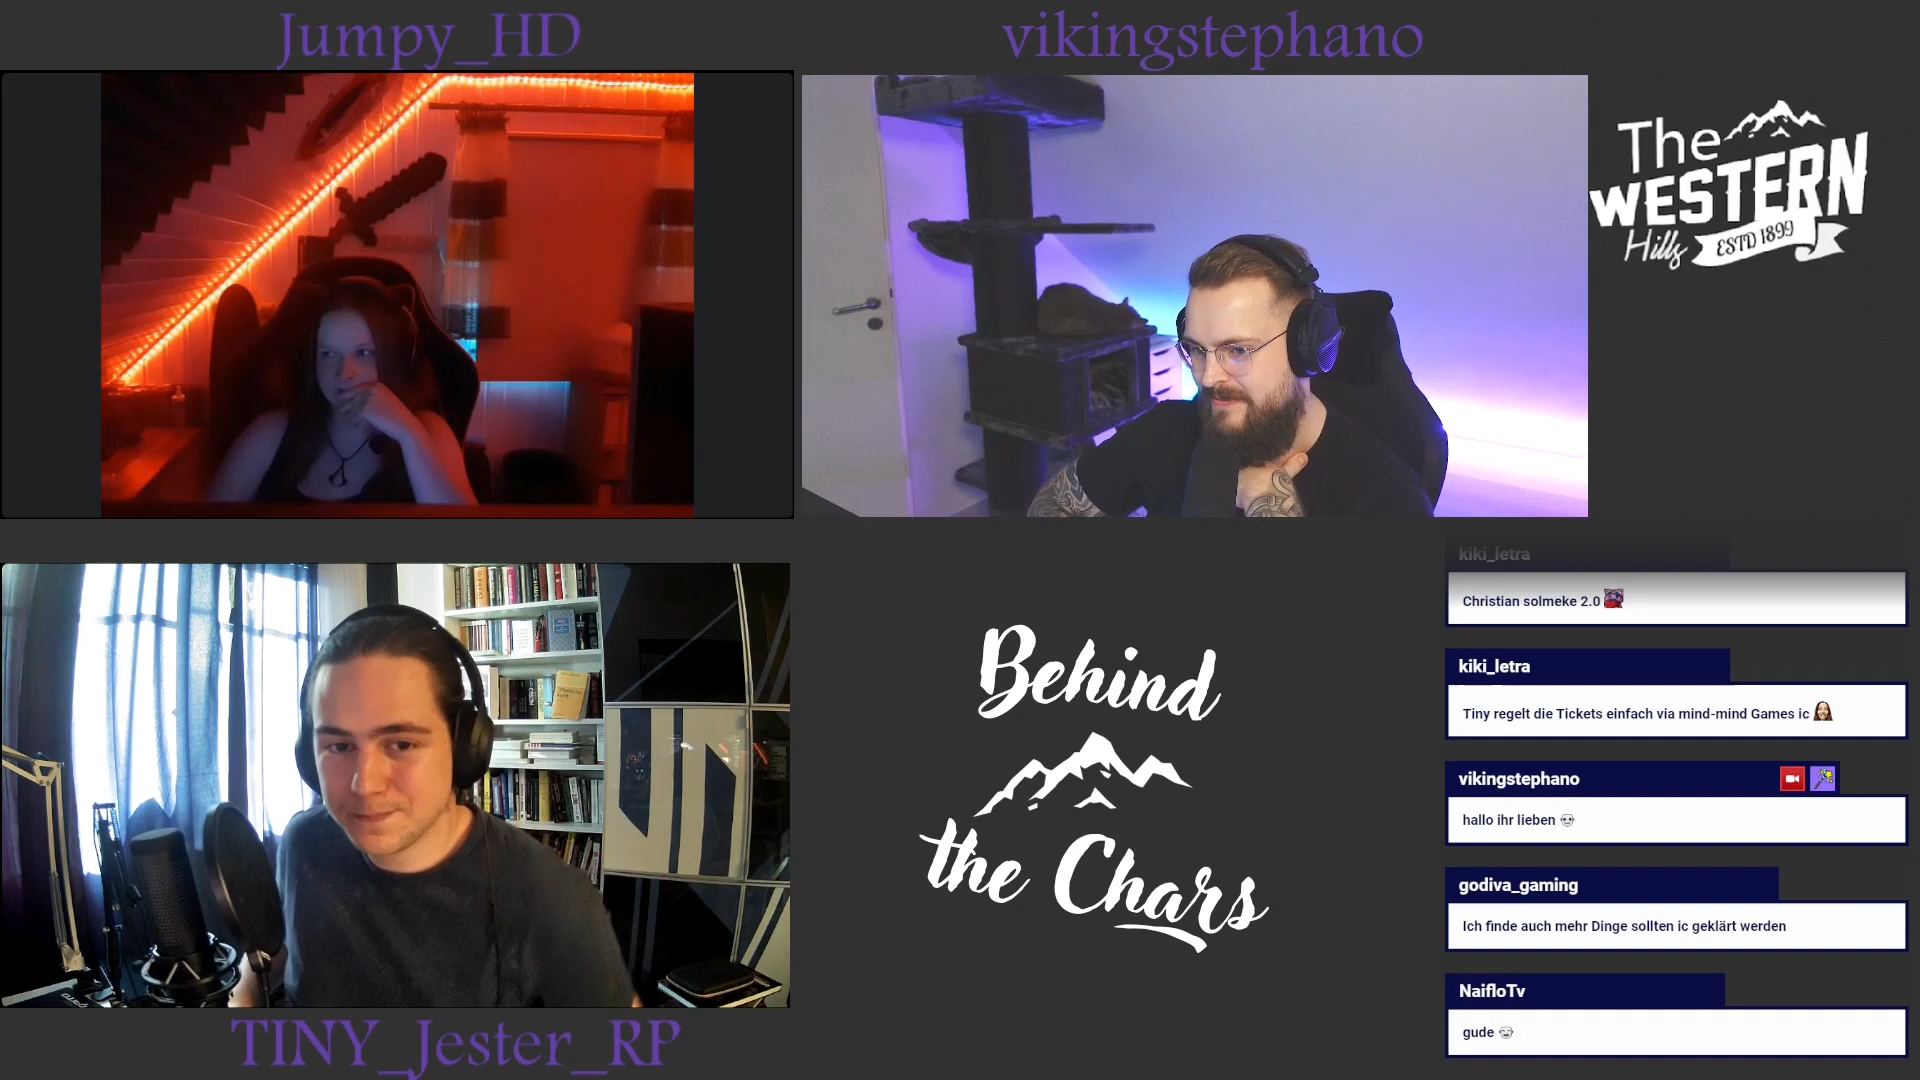 Jumpy_HD
vikingstephano
The
WESTERN
Hills
ESTD 1899
TINY_Jester_RP
Behind
the Chars
kiki_letra
Christian solmeke 2.0
kiki_letra
Tiny regelt die Tickets einfach via mind-mind Games ic
vikingstephano
hallo ihr lieben
godiva_gaming
Ich finde auch mehr Dinge sollten ic geklärt werden
NaifloTv
gude